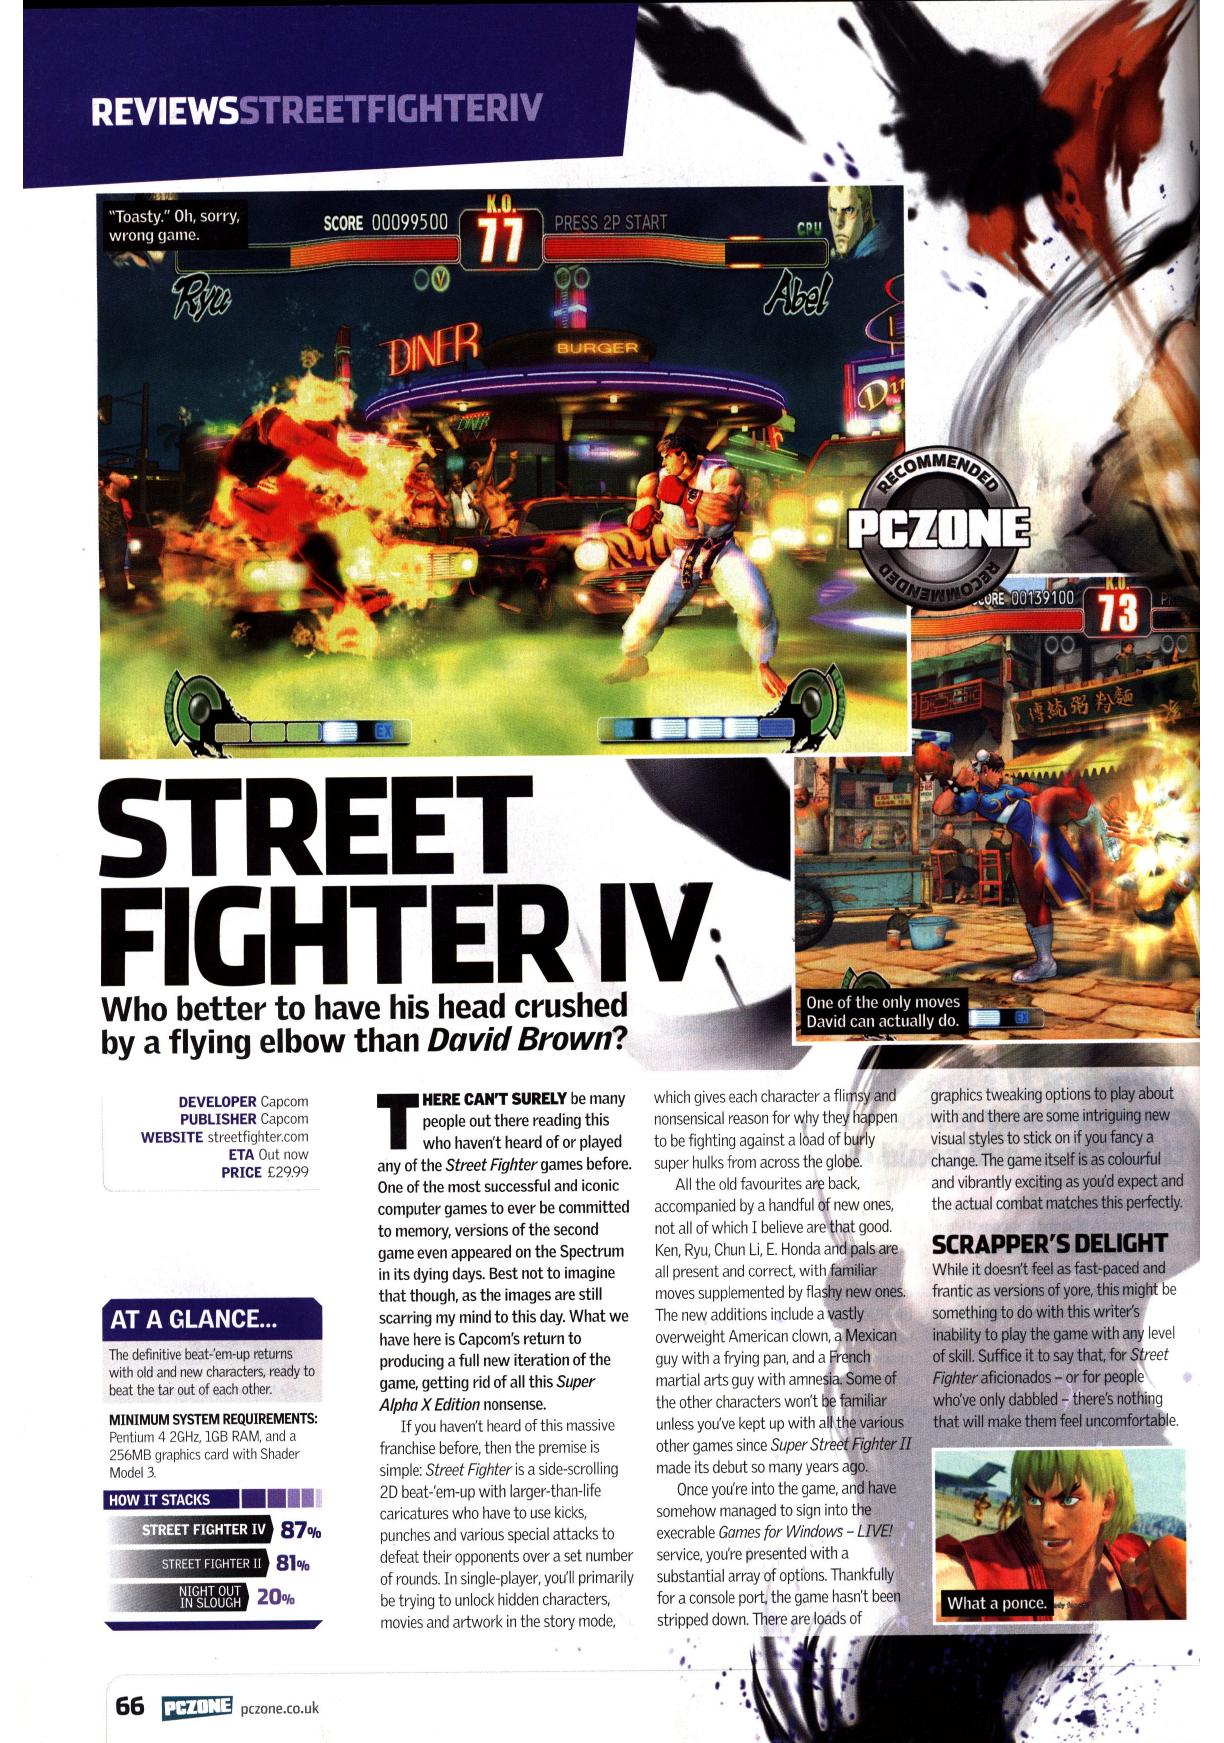 REVIEWSSTREETFIGHTERIV
"Toasty." Oh, sorry,
wrong game.
SCORE 00099500
K.O.
77
PRESS 2P START
CPU
Ryu
Abel
DINER
BURGER
DINER
EX
RECOMMENDED
PCZONE
RECOMMENDED
SCORE 00139100
K.O.
73
傳統粥粉麵
EX
One of the only moves
David can actually do.
STREET
FIGHTER IV
Who better to have his head crushed
by a flying elbow than David Brown?
DEVELOPER Capcom
PUBLISHER Capcom
WEBSITE streetfighter.com
ETA Out now
PRICE £29.99
AT A GLANCE...
The definitive beat-'em-up returns
with old and new characters, ready to
beat the tar out of each other.
MINIMUM SYSTEM REQUIREMENTS:
Pentium 4 2GHz, 1GB RAM, and a
256MB graphics card with Shader
Model 3.
HOW IT STACKS
STREET FIGHTER IV 87%
STREET FIGHTER II 81%
NIGHT OUT
IN SLOUGH 20%
THERE CAN'T SURELY be many
people out there reading this
who haven't heard of or played
any of the Street Fighter games before.
One of the most successful and iconic
computer games to ever be committed
to memory, versions of the second
game even appeared on the Spectrum
in its dying days. Best not to imagine
that though, as the images are still
scarring my mind to this day. What we
have here is Capcom's return to
producing a full new iteration of the
game, getting rid of all this Super
Alpha X Edition nonsense.
If you haven't heard of this massive
franchise before, then the premise is
simple: Street Fighter is a side-scrolling
2D beat-'em-up with larger-than-life
caricatures who have to use kicks,
punches and various special attacks to
defeat their opponents over a set number
of rounds. In single-player, you'll primarily
be trying to unlock hidden characters,
movies and artwork in the story mode,
which gives each character a flimsy and
nonsensical reason for why they happen
to be fighting against a load of burly
super hulks from across the globe.
All the old favourites are back,
accompanied by a handful of new ones,
not all of which I believe are that good.
Ken, Ryu, Chun Li, E. Honda and pals are
all present and correct, with familiar
moves supplemented by flashy new ones.
The new additions include a vastly
overweight American clown, a Mexican
guy with a frying pan, and a French
martial arts guy with amnesia. Some of
the other characters won't be familiar
unless you've kept up with all the various
other games since Super Street Fighter II
made its debut so many years ago.
Once you're into the game, and have
somehow managed to sign into the
execrable Games for Windows – LIVE!
service, you're presented with a
substantial array of options. Thankfully
for a console port, the game hasn't been
stripped down. There are loads of
graphics tweaking options to play about
with and there are some intriguing new
visual styles to stick on if you fancy a
change. The game itself is as colourful
and vibrantly exciting as you'd expect and
the actual combat matches this perfectly.
SCRAPPER'S DELIGHT
While it doesn't feel as fast-paced and
frantic as versions of yore, this might be
something to do with this writer's
inability to play the game with any level
of skill. Suffice it to say that, for Street
Fighter aficionados – or for people
who've only dabbled – there's nothing
that will make them feel uncomfortable.
What a ponce.
66 PCZONE pczone.co.uk